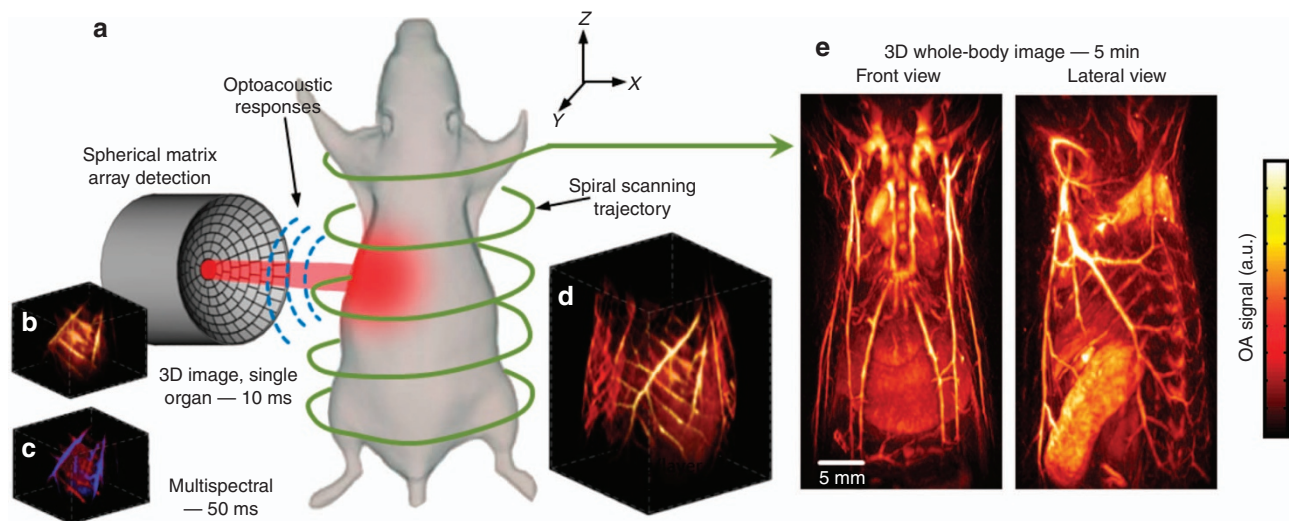 a
Optoacoustic
responses
Spherical matrix
array detection
Z
X
Y
Spiral scanning
trajectory
b
3D image, single
organ — 10 ms
c
Multispectral
— 50 ms
d
e
3D whole-body image — 5 min
Front view
Lateral view
5 mm
OA signal (a.u.)